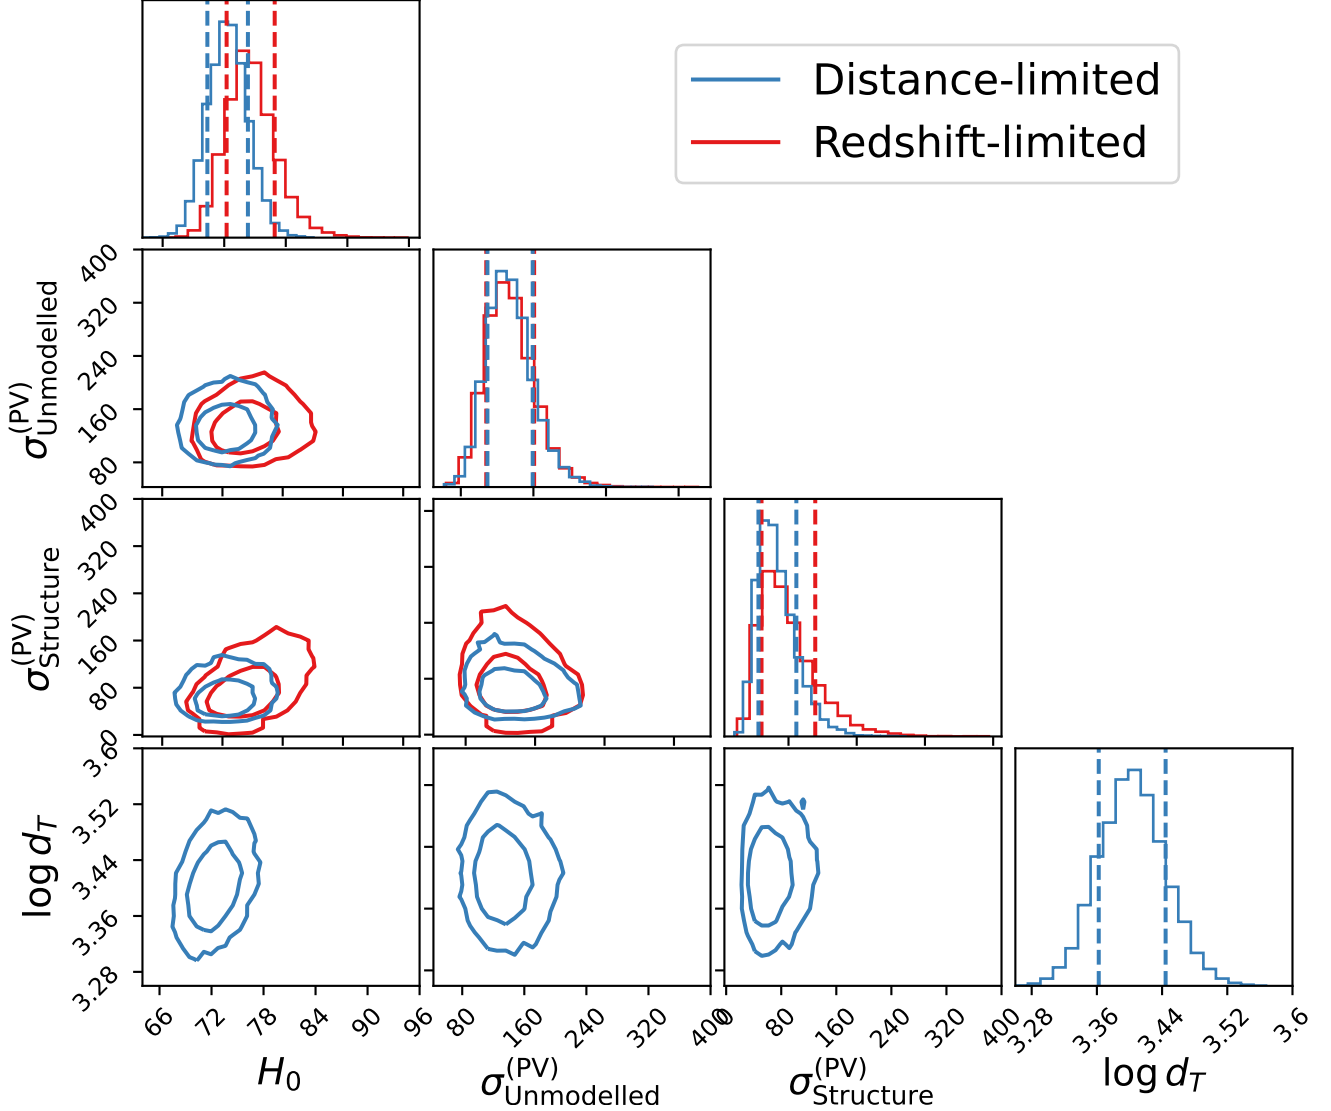 Distance-limited
Redshift-limited
400
320
240
160
80
σ^(PV)_Unmodelled
400
320
240
160
80
0
σ^(PV)_Structure
3.6
3.52
3.44
3.36
3.28
log d_T
66 72 78 84 90 96
80 160 240 320 400
0 80 160 240 320 400
3.28 3.36 3.44 3.52 3.6
H_0
σ^(PV)_Unmodelled
σ^(PV)_Structure
log d_T